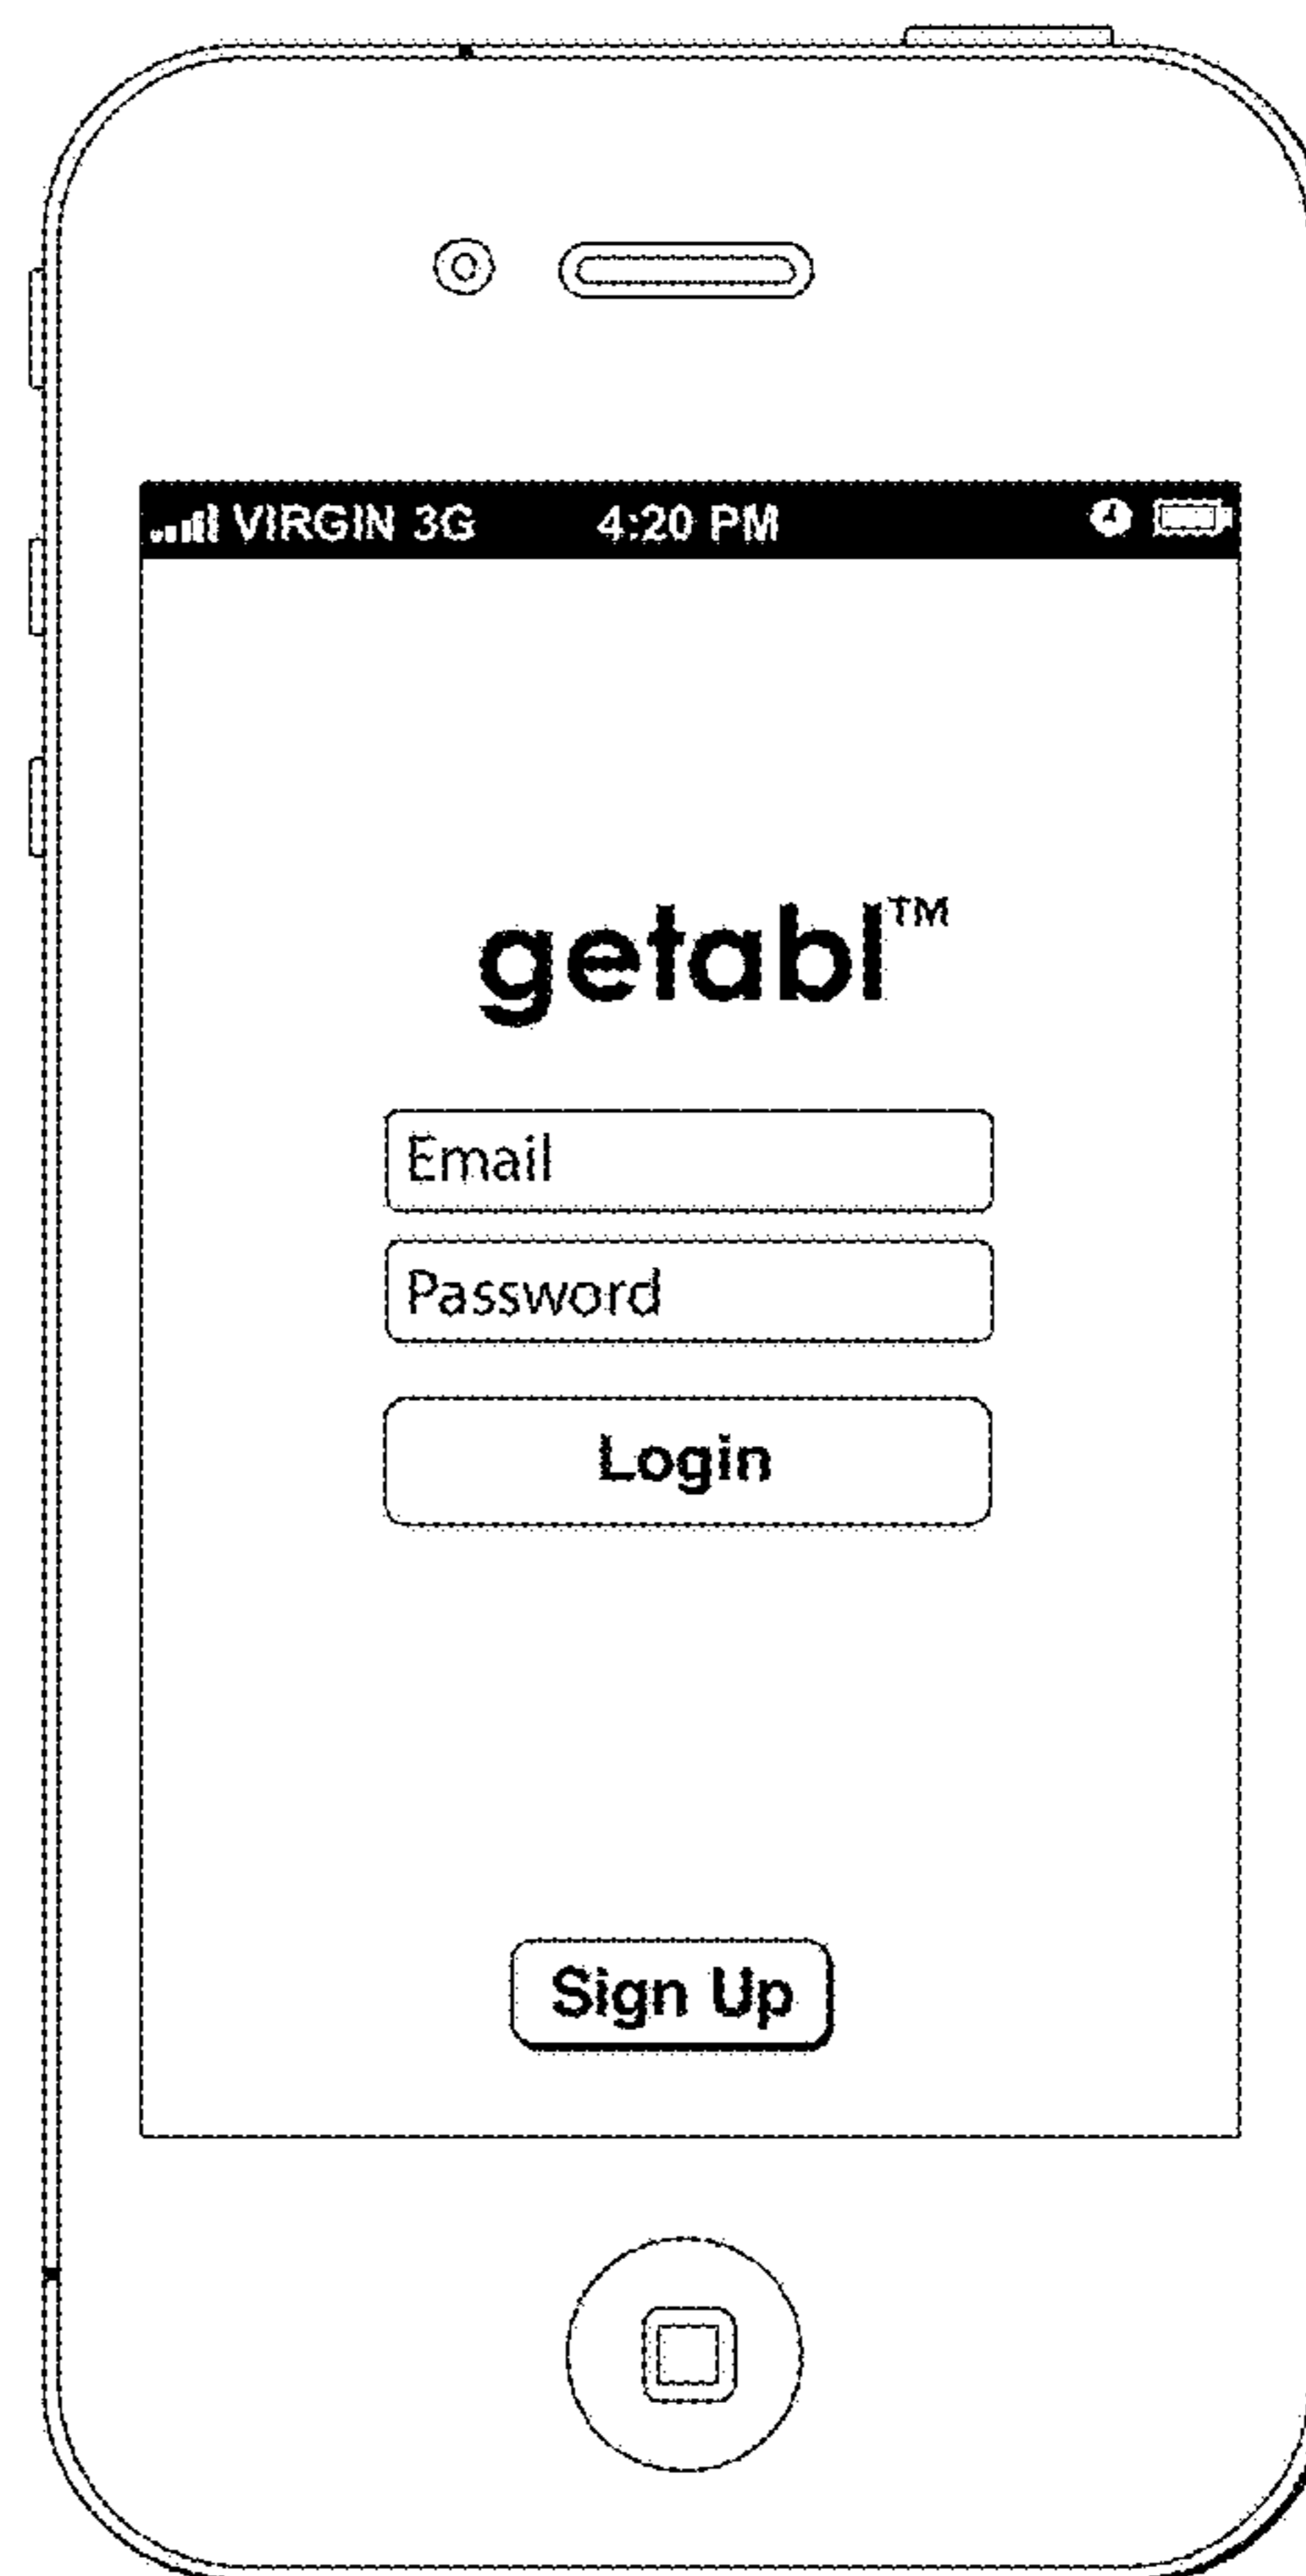 VIRGIN 3G 4:20 PM
getabl™
Email
Password
Login
Sign Up